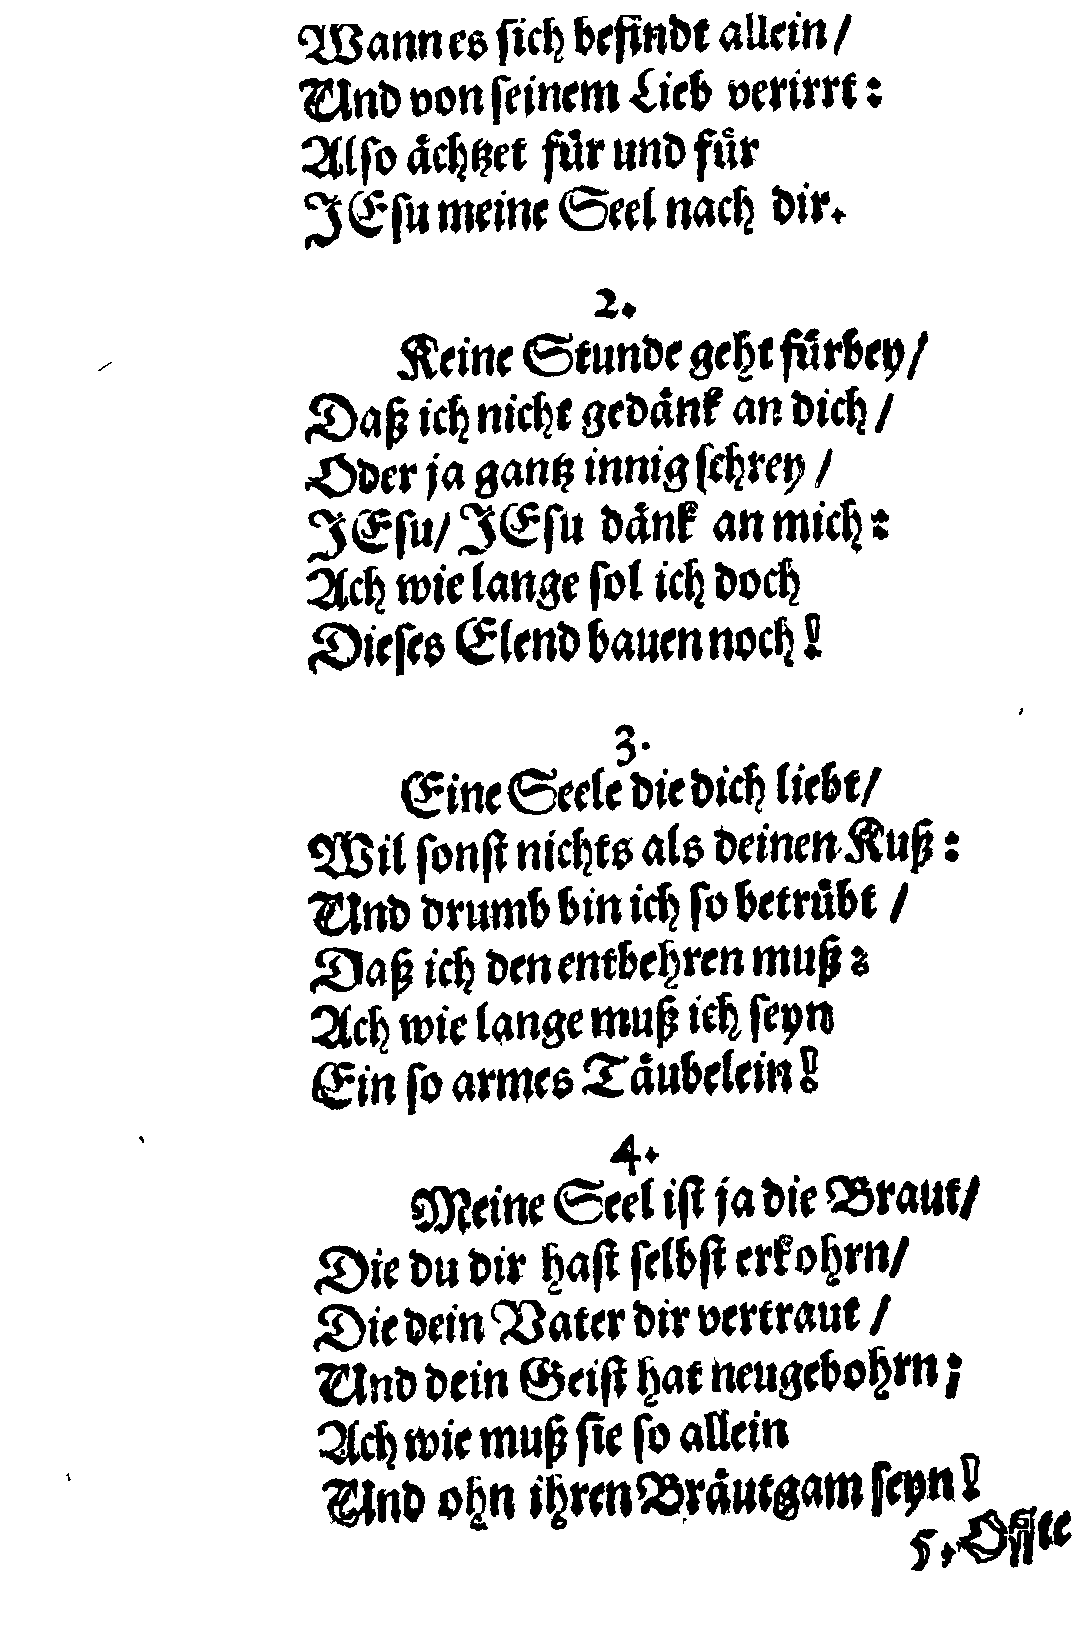 Wann es sich befindt allein /
Und von seinem Lieb verirrt:
Also ächtzet für und für
JEsu meine Seel nach dir.
2.
Keine Stunde geht fürbey /
Daß ich nicht gedänk an dich /
Oder ja gantz innig schrey /
JEsu / JEsu dänk an mich:
Ach wie lange sol ich doch
Dieses Elend bauen noch!
3.
Eine Seele die dich liebt /
Wil sonst nichts als deinen Kuß:
Und drumb bin ich so betrübt /
Daß ich den entbehren muß:
Ach wie lange muß ich seyn
Ein so armes Täubelein!
4.
Meine Seel ist ja die Braut /
Die du dir hast selbst erkohrn /
Die dein Vater dir vertraut /
Und dein Geist hat neugebohrn;
Ach wie muß sie so allein
Und ohn ihren Bräutgam seyn!
5. Offte